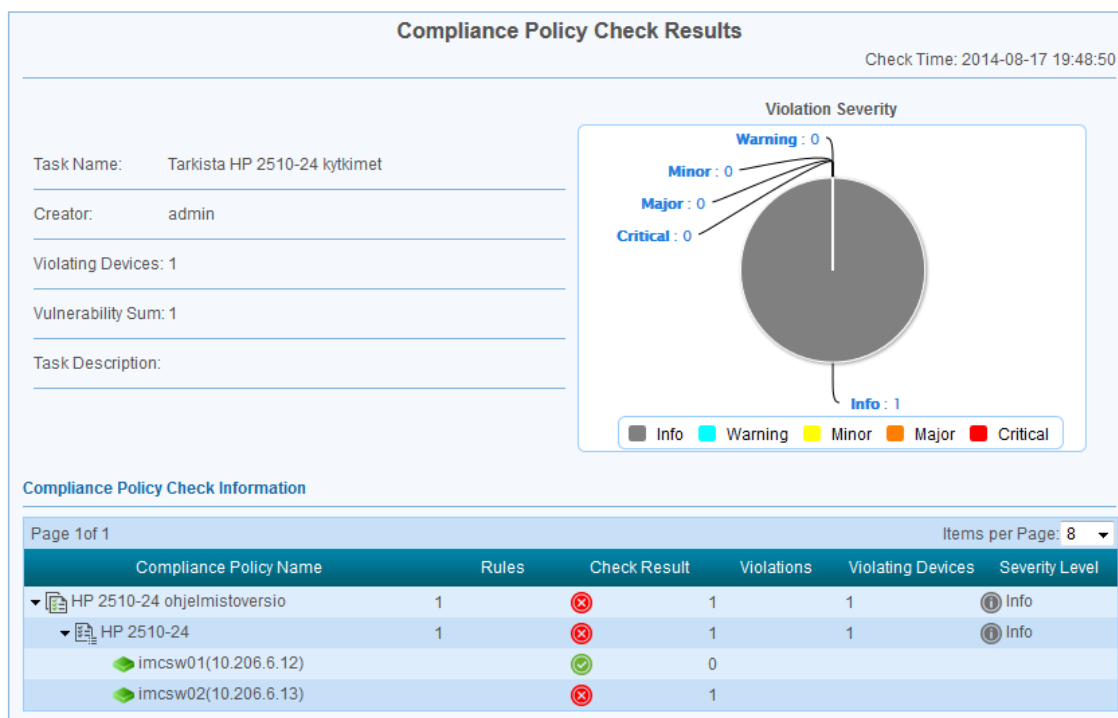 Compliance Policy Check Results
Check Time: 2014-08-17 19:48:50
Violation Severity
Warning : 0
Minor : 0
Major : 0
Critical : 0
Info : 1
Info Warning Minor Major Critical
Task Name: Tarkista HP 2510-24 kytkimet
Creator: admin
Violating Devices: 1
Vulnerability Sum: 1
Task Description:
Compliance Policy Check Information
Page 1of 1 Items per Page: 8
Compliance Policy Name Rules Check Result Violations Violating Devices Severity Level
HP 2510-24 ohjelmistoversio 1 1 1 Info
HP 2510-24 1 1 1 Info
imcsw01(10.206.6.12) 0
imcsw02(10.206.6.13) 1